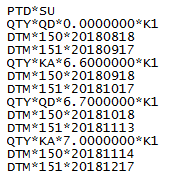 PTD*SU
QTY*QD*0.0000000*K1
DTM*150*20180818
DTM*151*20180917
QTY*KA*6.6000000*K1
DTM*150*20180918
DTM*151*20181017
QTY*QD*6.7000000*K1
DTM*150*20181018
DTM*151*20181113
QTY*KA*7.0000000*K1
DTM*150*20181114
DTM*151*20181217